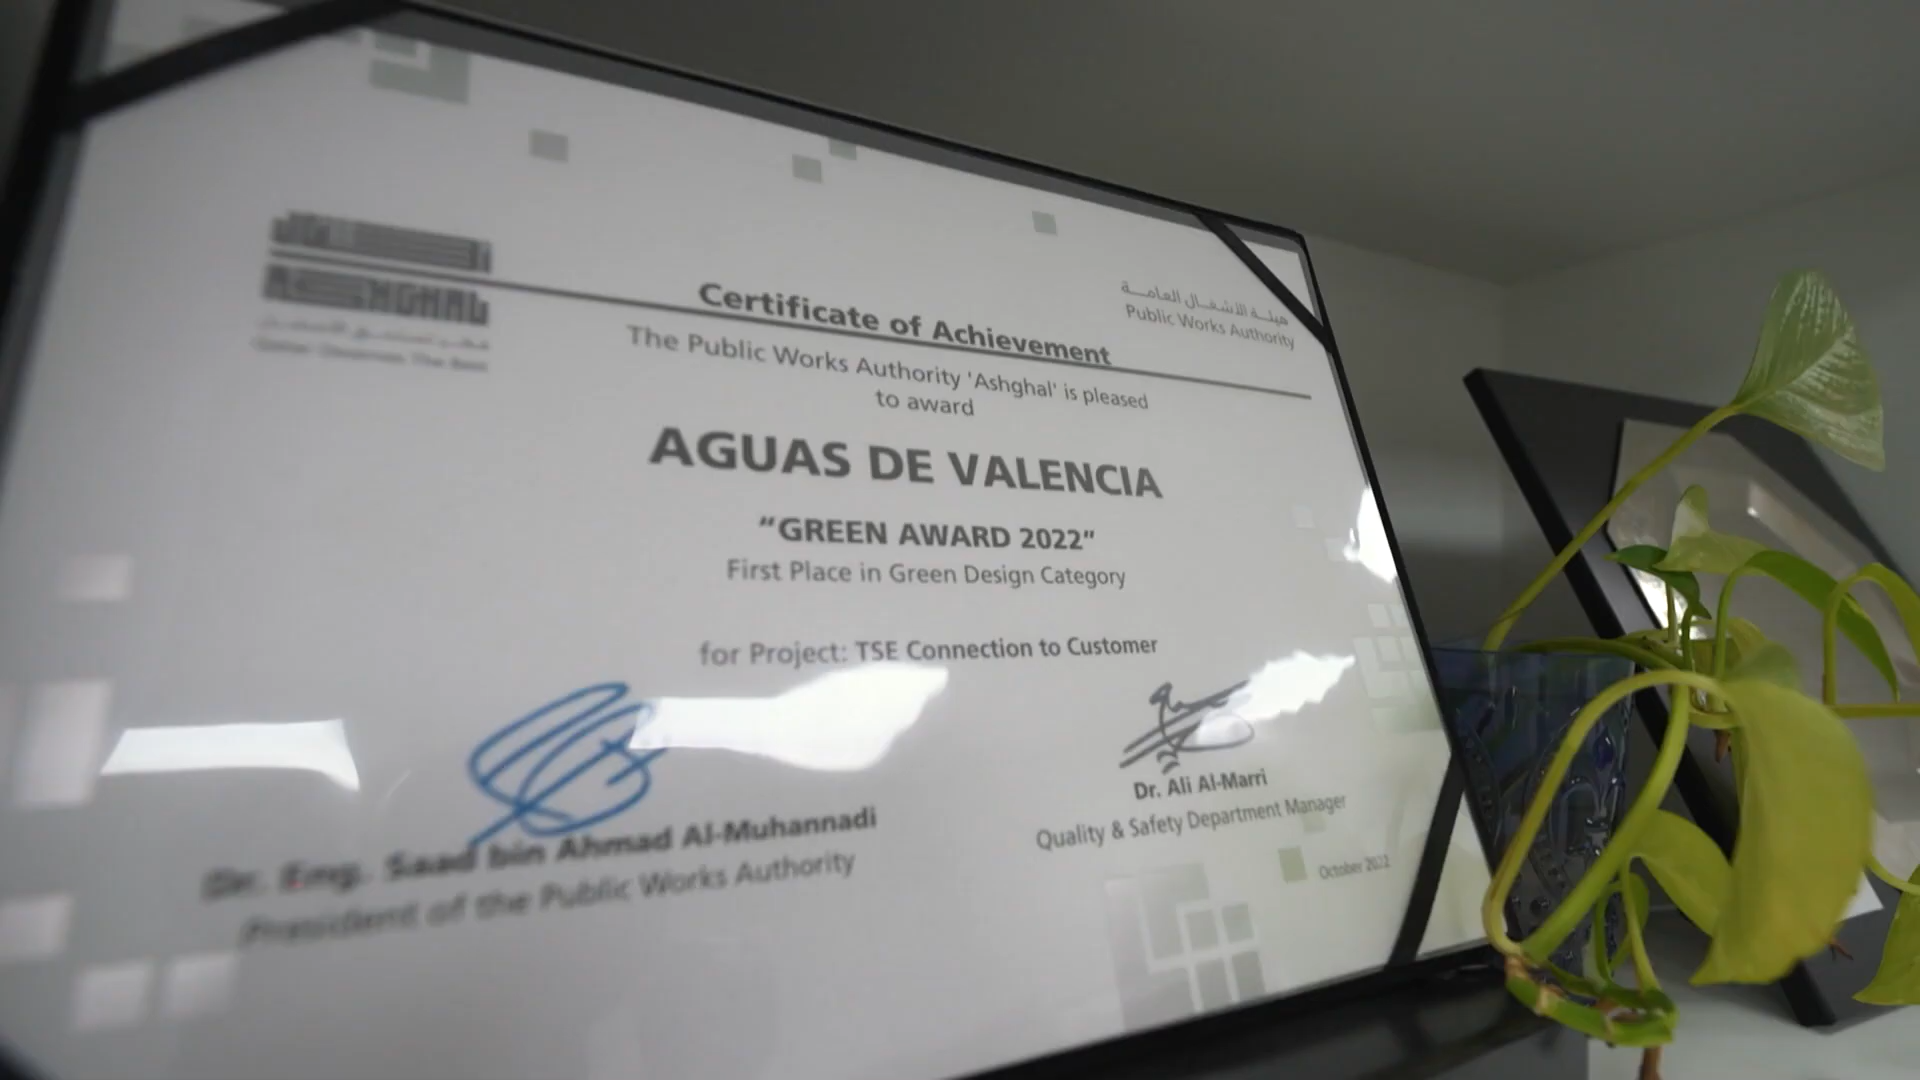 ASHGHAL
Certificate of Achievement
هيئة الأشغال العامة
Public Works Authority
The Public Works Authority 'Ashghal' is pleased
to award
AGUAS DE VALENCIA
“GREEN AWARD 2022”
First Place in Green Design Category
for Project: TSE Connection to Customer
Dr. Eng. Saad bin Ahmad Al-Muhannadi
President of the Public Works Authority
Dr. Ali Al-Marri
Quality & Safety Department Manager
October 2022